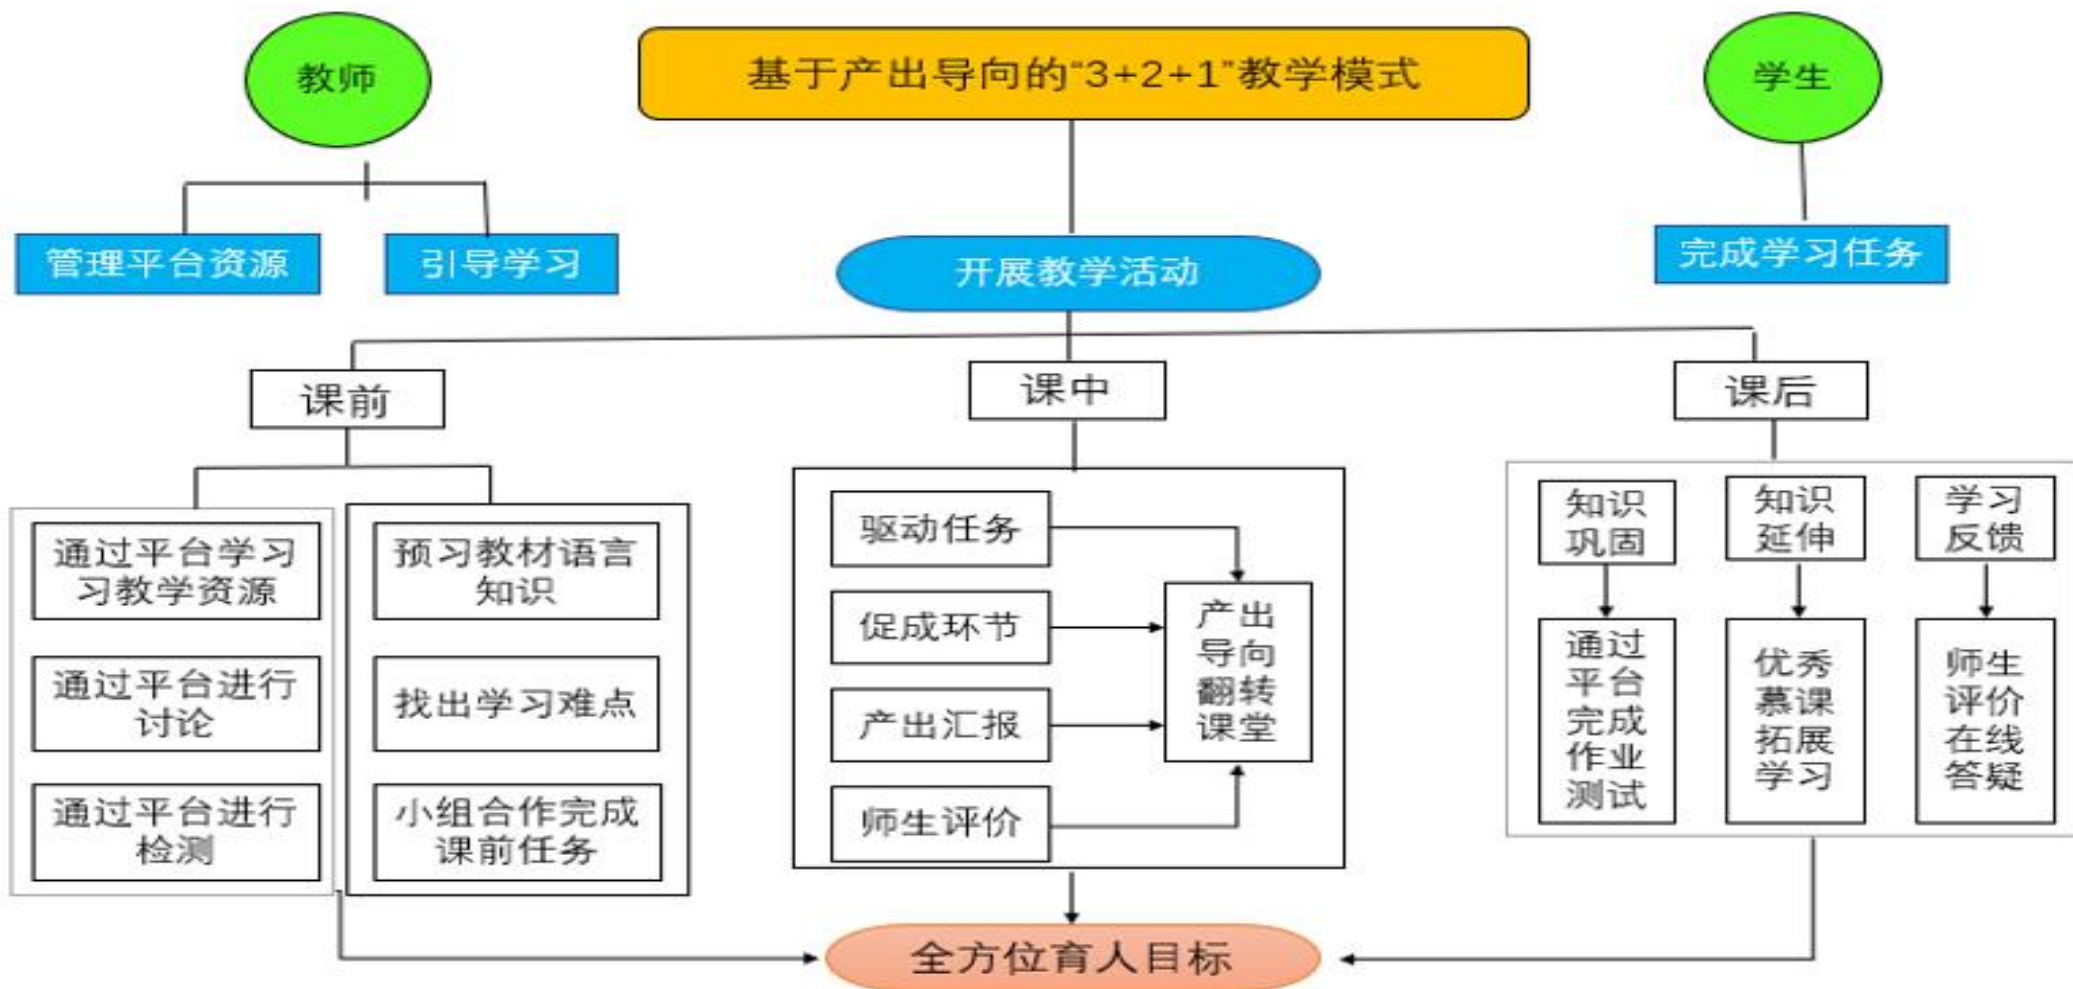 教师
基于产出导向的“3+2+1”教学模式
学生
管理平台资源
引导学习
开展教学活动
完成学习任务
课前
课中
课后
通过平台学习
习教学资源
通过平台进行
讨论
通过平台进行
检测
预习教材语言
知识
找出学习难点
小组合作完成
课前任务
驱动任务
促成环节
产出汇报
师生评价
产出
导向
翻转
课堂
知识
巩固
通过
平台
完成
作业
测试
知识
延伸
优秀
慕课
拓展
学习
学习
反馈
师生
评价
在线
答疑
全方位育人目标